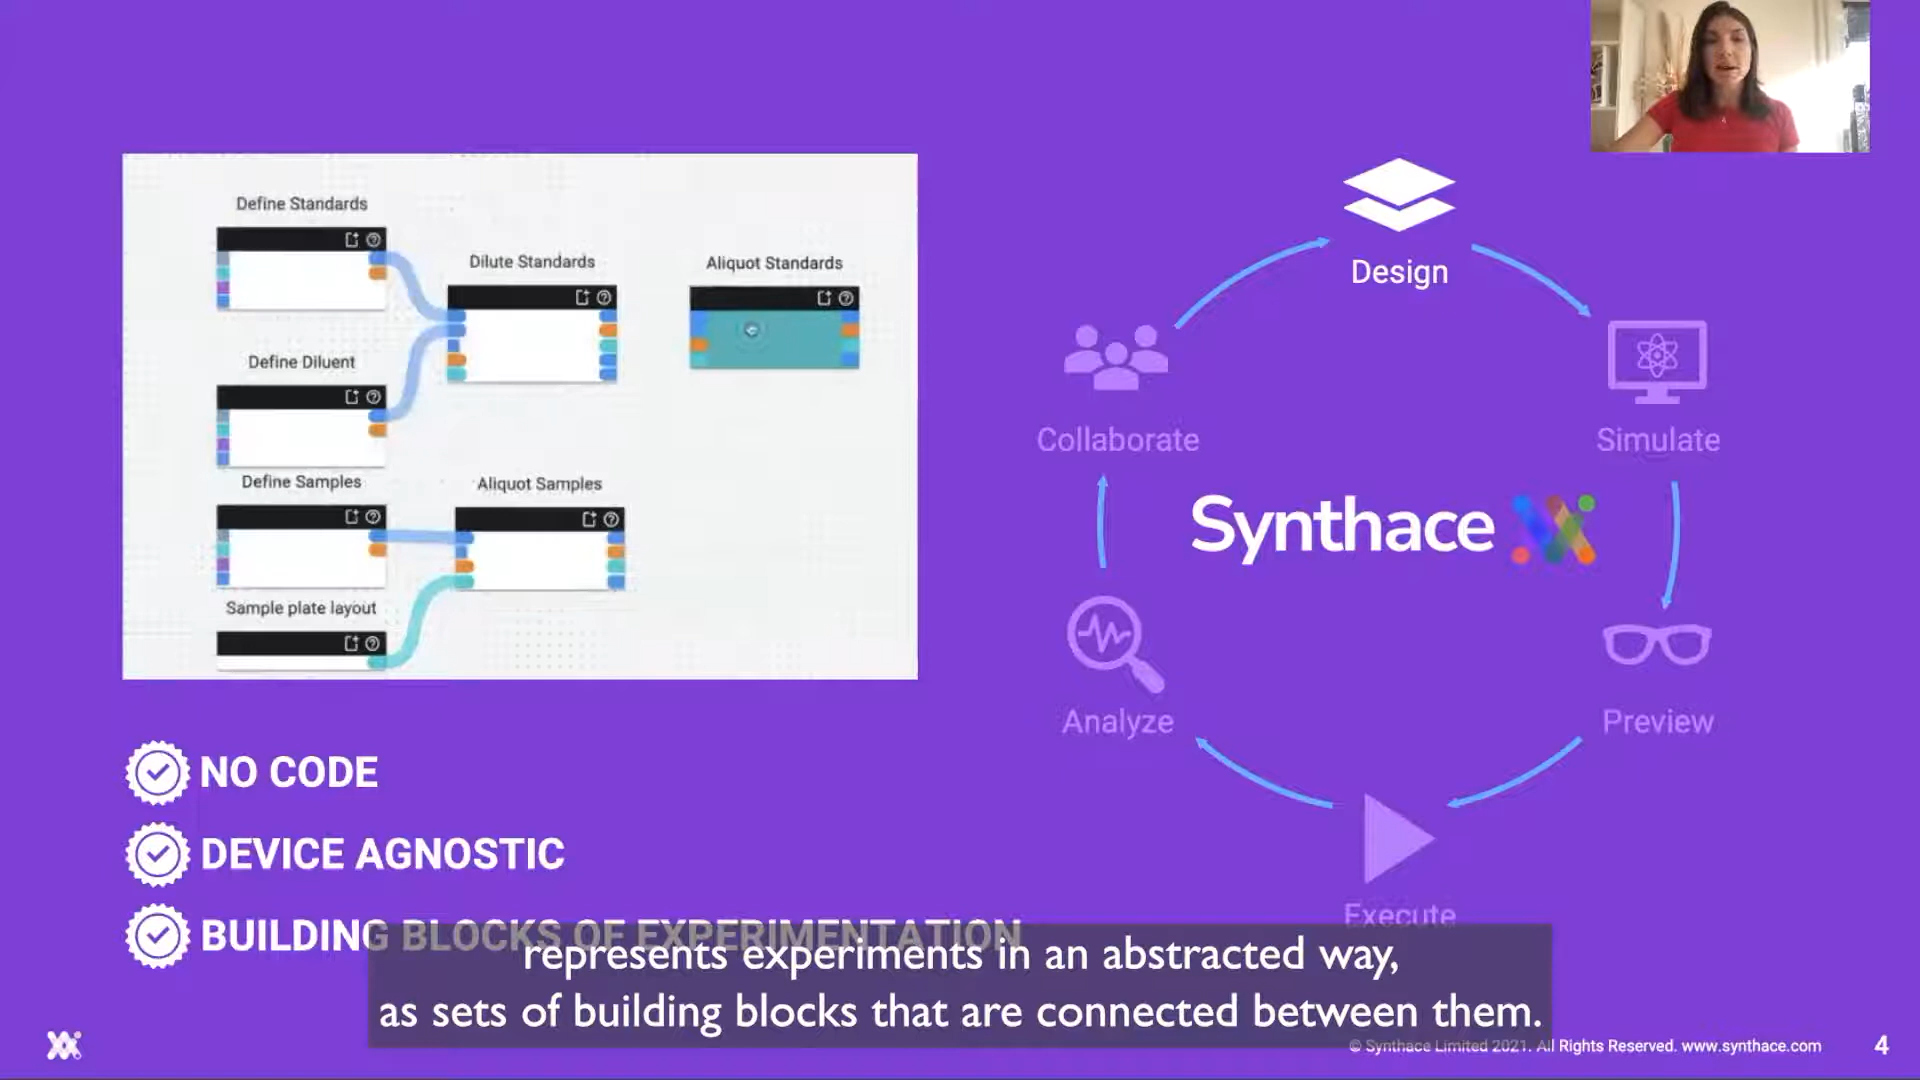 Define Standards
Dilute Standards
Aliquot Standards
Define Diluent
Define Samples
Aliquot Samples
Sample plate layout
NO CODE
DEVICE AGNOSTIC
BUILDING BLOCKS OF EXPERIMENTATION
Design
Simulate
Preview
Execute
Analyze
Collaborate
Synthace
represents experiments in an abstracted way,
as sets of building blocks that are connected between them.
© Synthace Limited 2021. All Rights Reserved. www.synthace.com
4